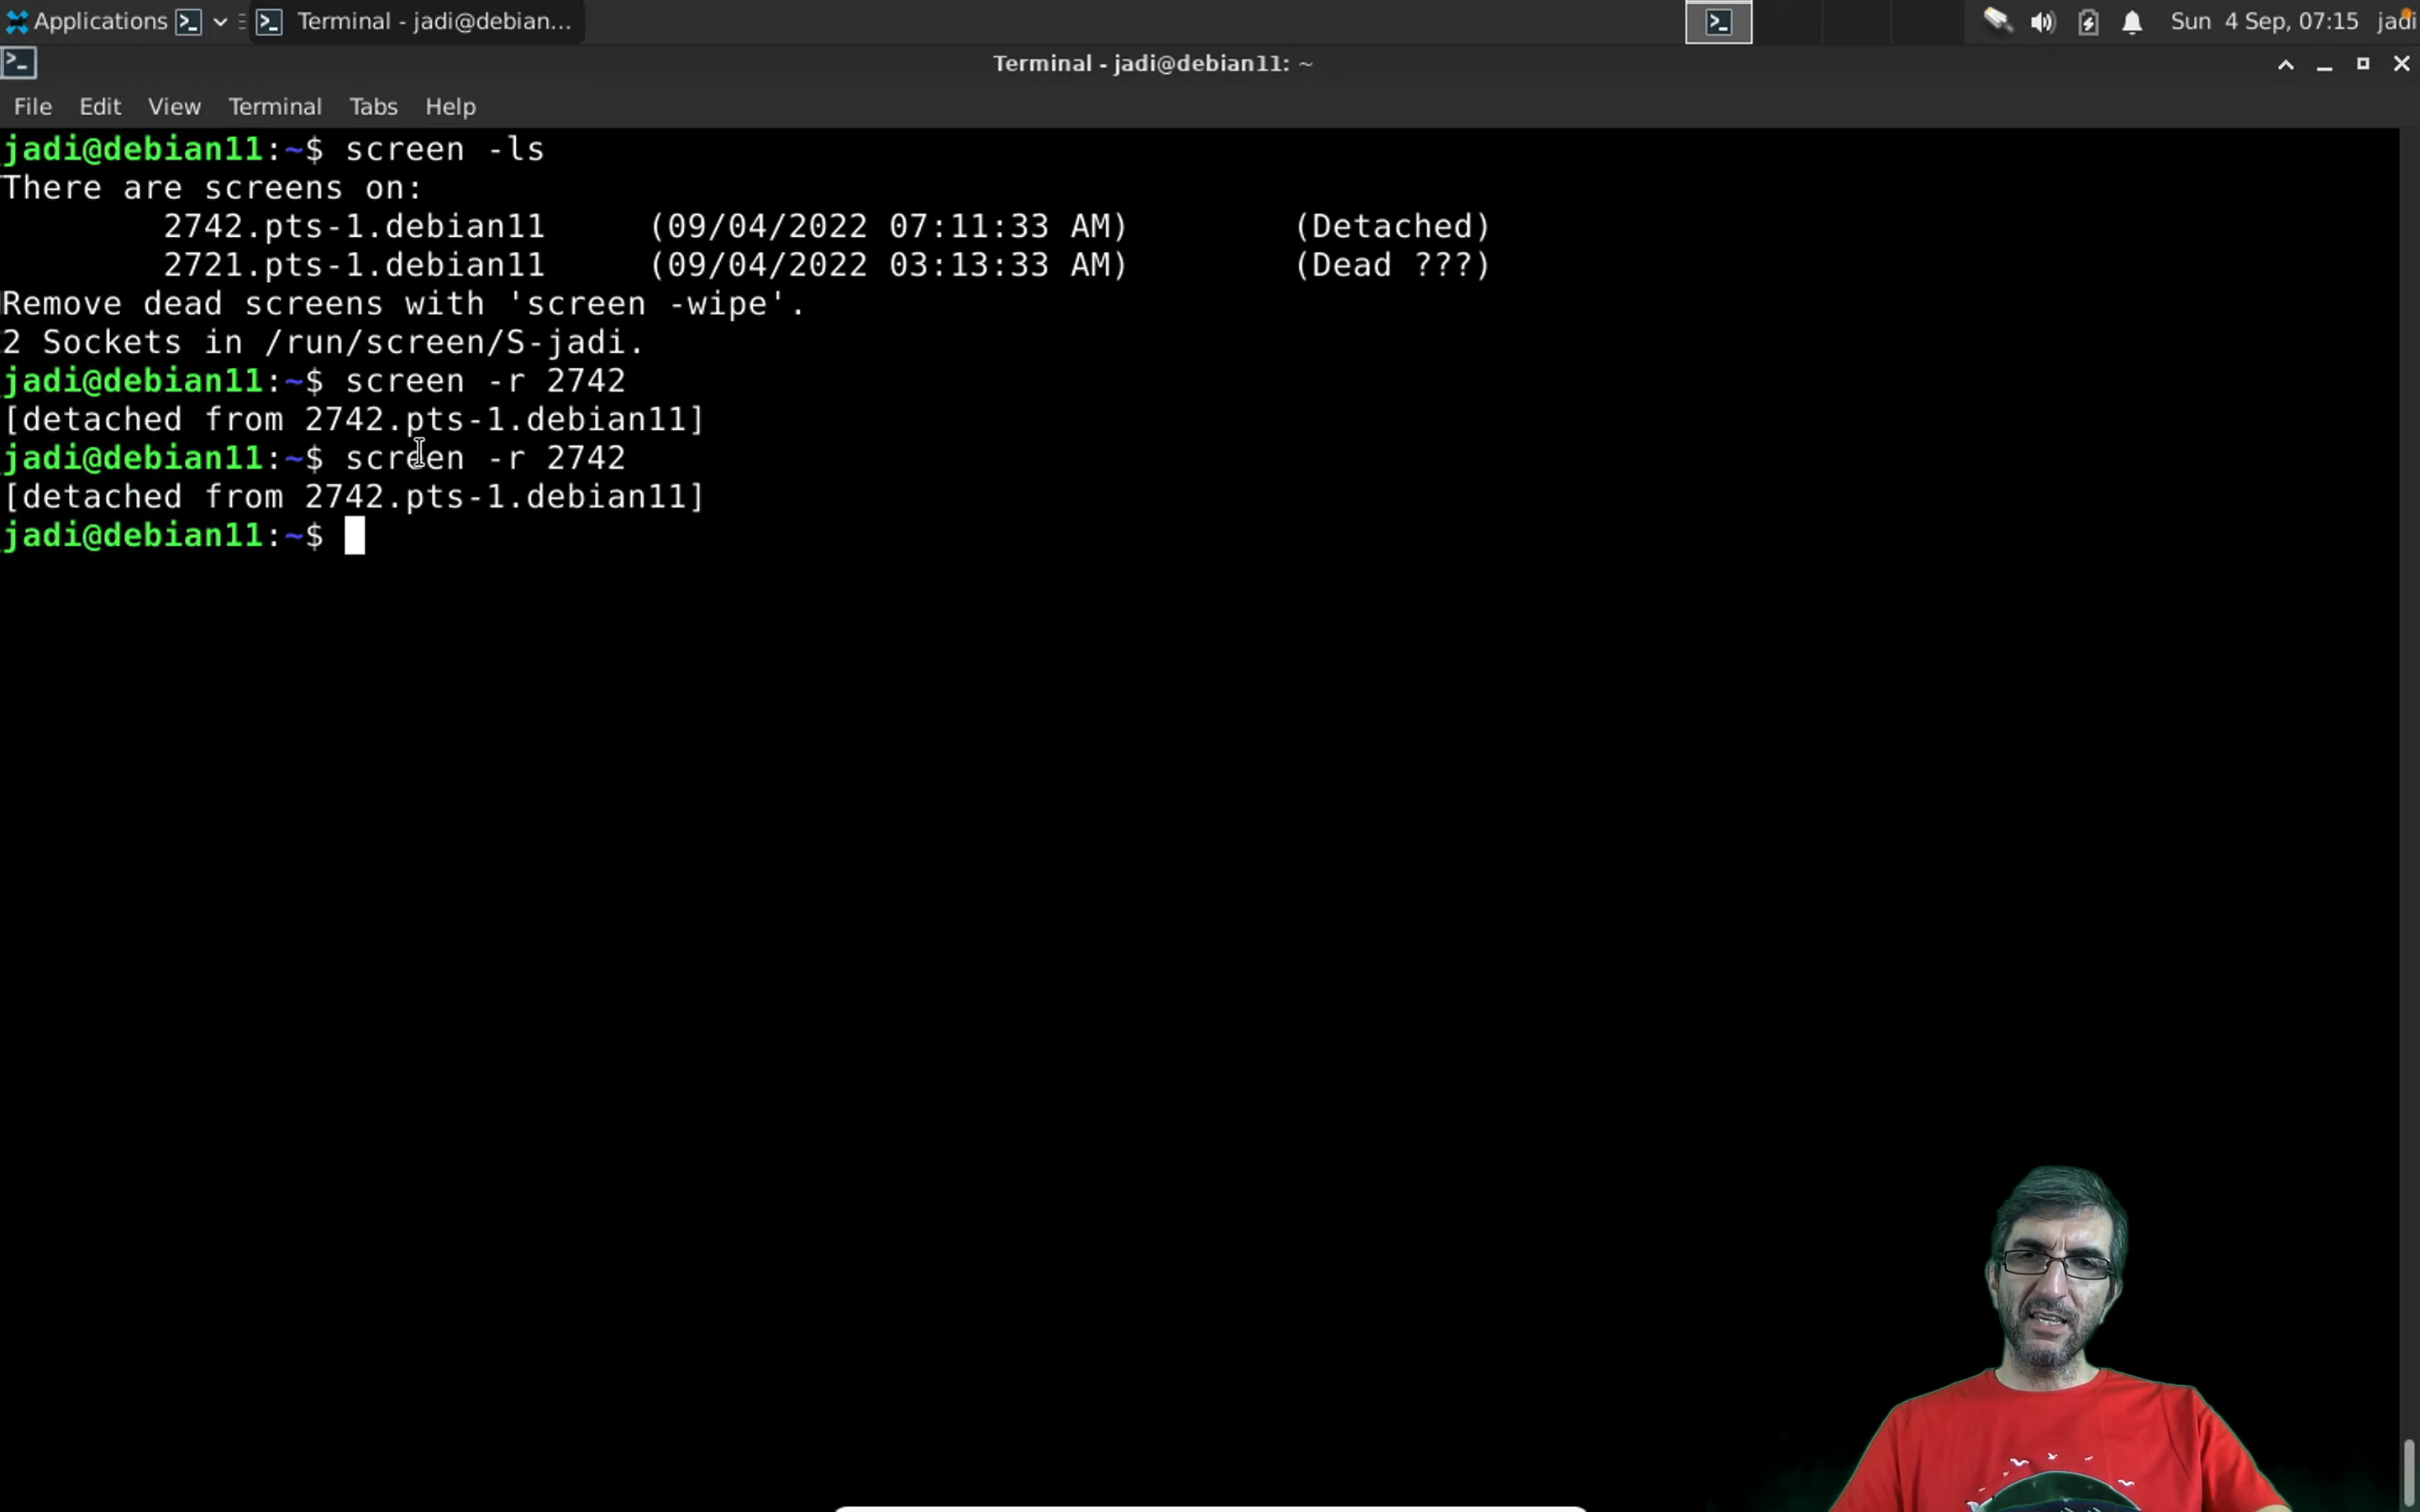 Applications Terminal - jadi@debian... Sun 4 Sep, 07:15 jadi
Terminal - jadi@debian11: ~
File Edit View Terminal Tabs Help
jadi@debian11:~$ screen -ls
There are screens on:
2742.pts-1.debian11 (09/04/2022 07:11:33 AM) (Detached)
2721.pts-1.debian11 (09/04/2022 03:13:33 AM) (Dead ???)
Remove dead screens with 'screen -wipe'.
2 Sockets in /run/screen/S-jadi.
jadi@debian11:~$ screen -r 2742
[detached from 2742.pts-1.debian11]
jadi@debian11:~$ screen -r 2742
[detached from 2742.pts-1.debian11]
jadi@debian11:~$